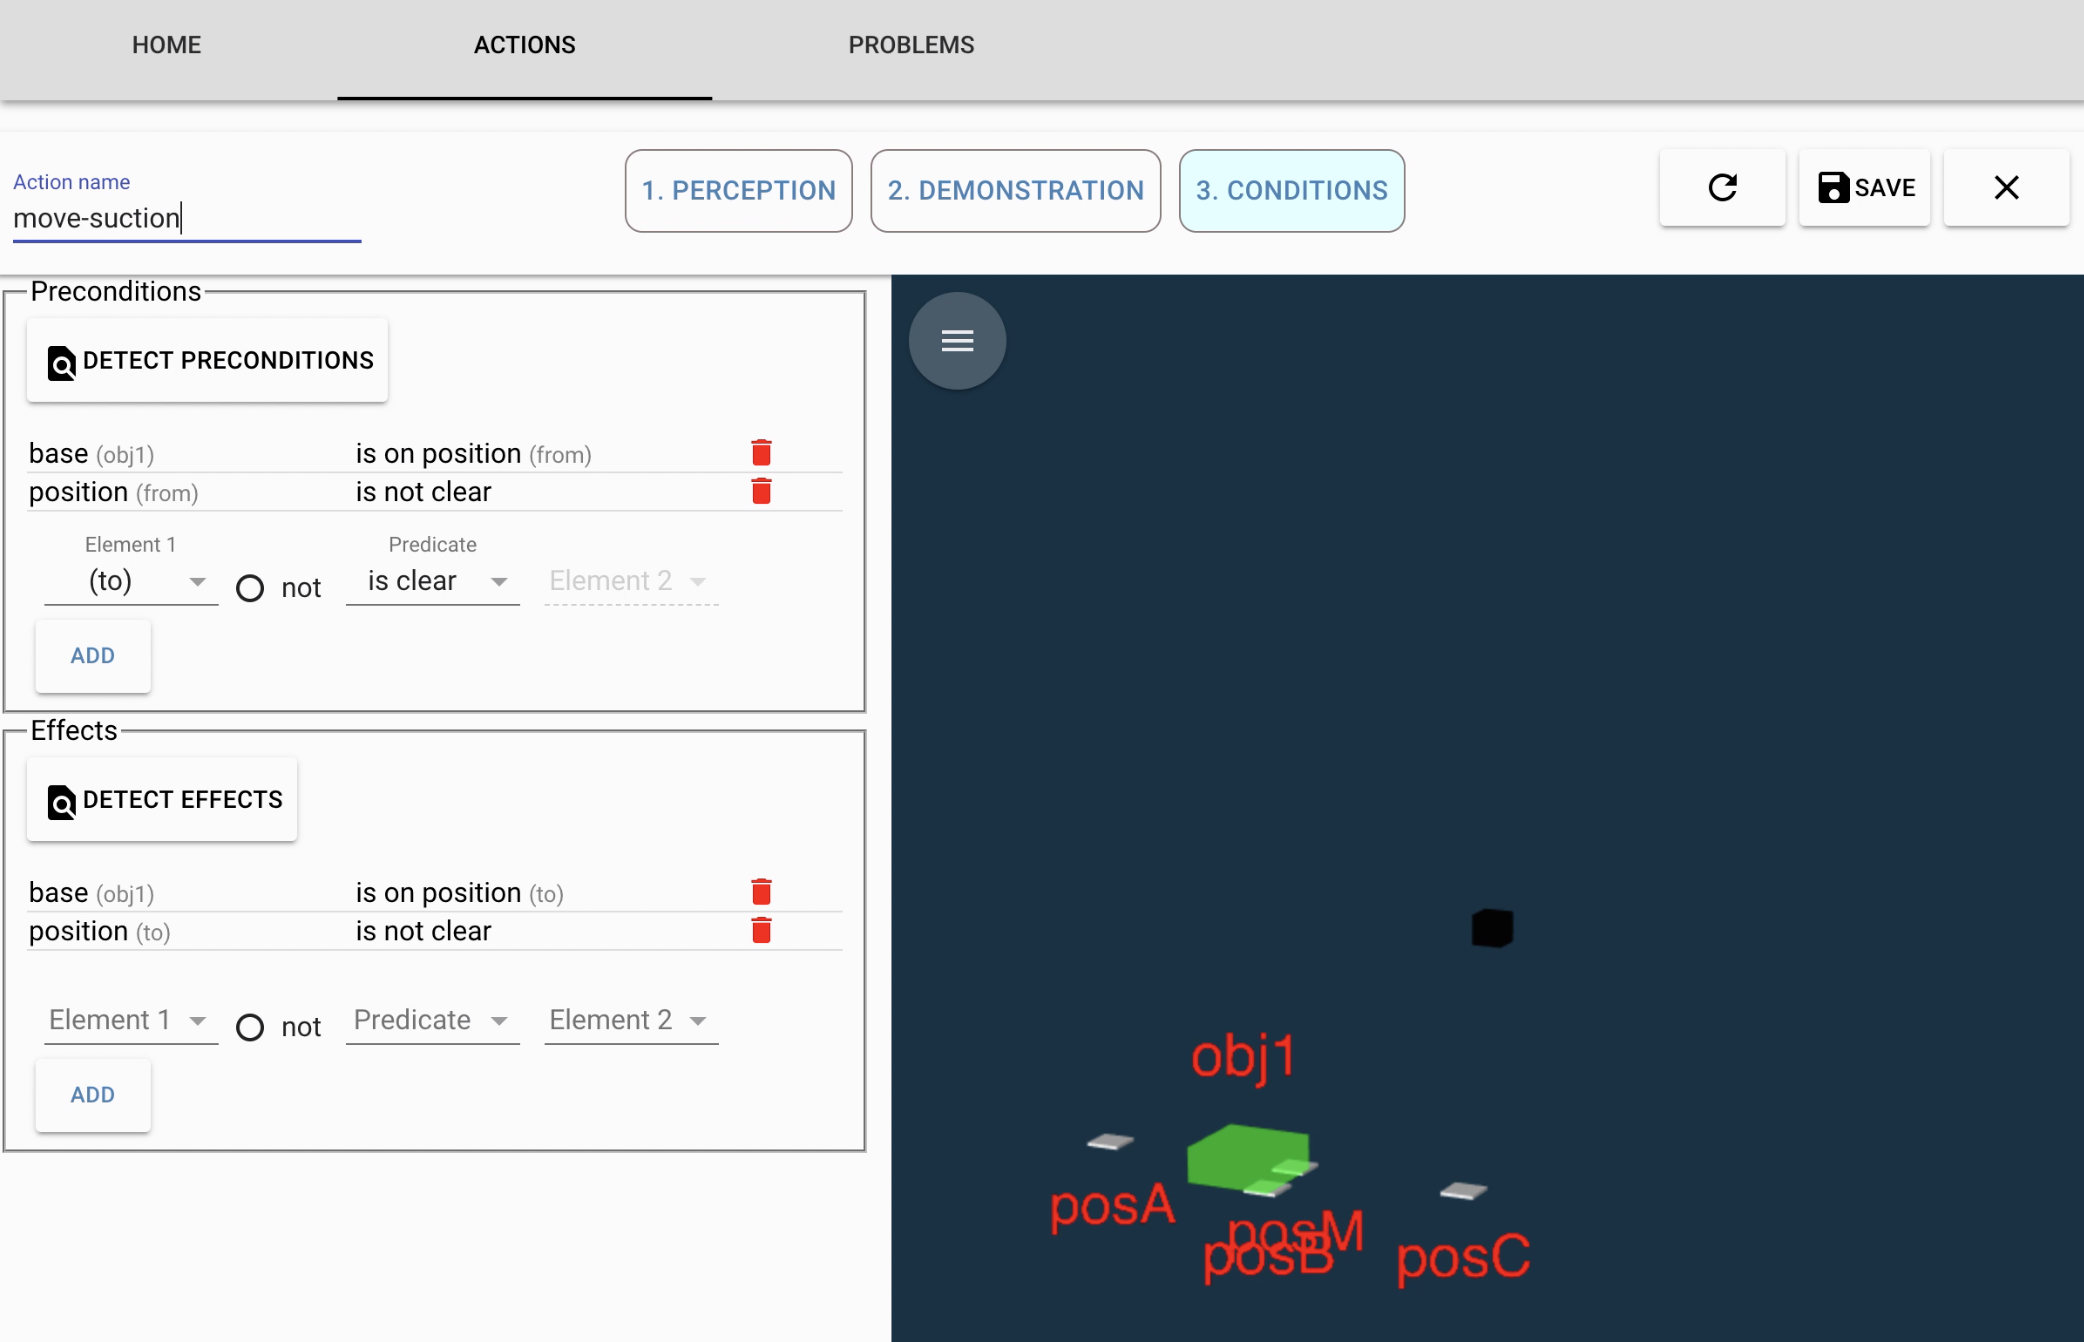 HOME ACTIONS PROBLEMS
Action name
move-suction
1. PERCEPTION 2. DEMONSTRATION 3. CONDITIONS
SAVE
Preconditions
DETECT PRECONDITIONS
base (obj1) is on position (from)
position (from) is not clear
Element 1 Predicate
(to) not is clear Element 2
ADD
Effects
DETECT EFFECTS
base (obj1) is on position (to)
position (to) is not clear
Element 1 not Predicate Element 2
ADD
obj1
posA
posM
posB
posC